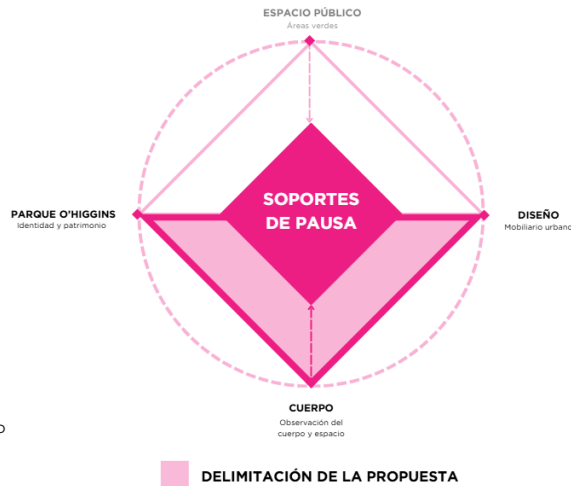 ESPACIO PÚBLICO
Áreas verdes
SOPORTES
DE PAUSA
PARQUE O'HIGGINS
Identidad y patrimonio
DISEÑO
Mobiliario urbano
CUERPO
Observación del
cuerpo y espacio
o
DELIMITACIÓN DE LA PROPUESTA